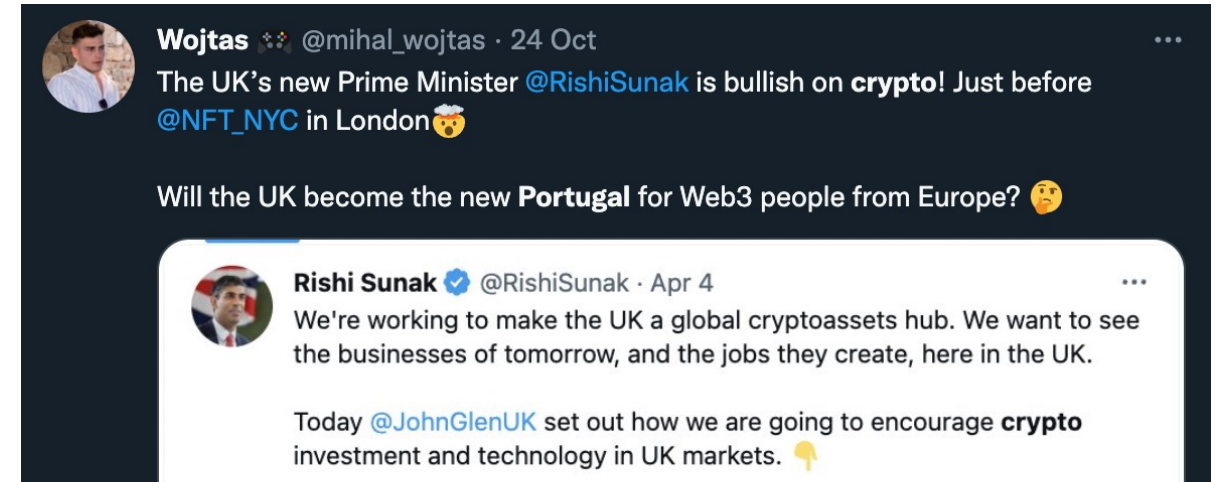 Wojtas 🎮 @mihal_wojtas · 24 Oct
The UK's new Prime Minister @RishiSunak is bullish on crypto! Just before
@NFT_NYC in London🤯
Will the UK become the new Portugal for Web3 people from Europe? 🤔
Rishi Sunak @RishiSunak · Apr 4
We're working to make the UK a global cryptoassets hub. We want to see
the businesses of tomorrow, and the jobs they create, here in the UK.
Today @JohnGlenUK set out how we are going to encourage crypto
investment and technology in UK markets. 👇